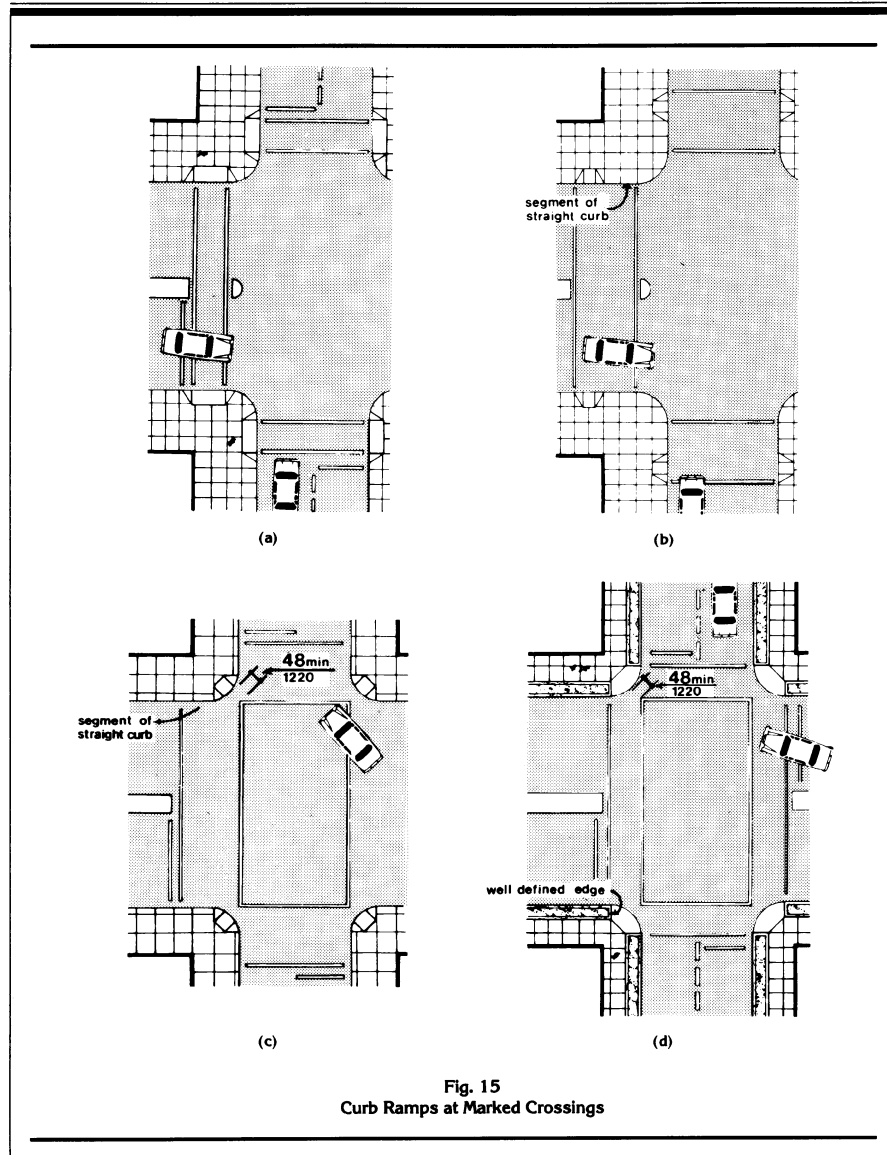 segment of
straight curb
(a)
(b)
48min
1220
segment of
straight curb
48min
1220
well defined edge
(c)
(d)
Fig. 15
Curb Ramps at Marked Crossings